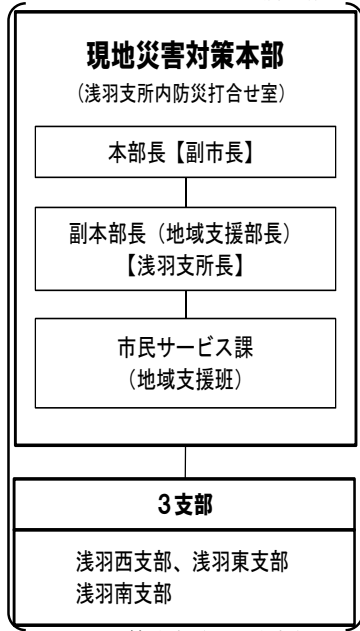 現地災害対策本部
（浅羽支所内防災打合せ室）
本部長【副市長】
副本部長（地域支援部長）
【浅羽支所長】
市民サービス課
（地域支援班）
３支部
浅羽西支部、浅羽東支部
浅羽南支部